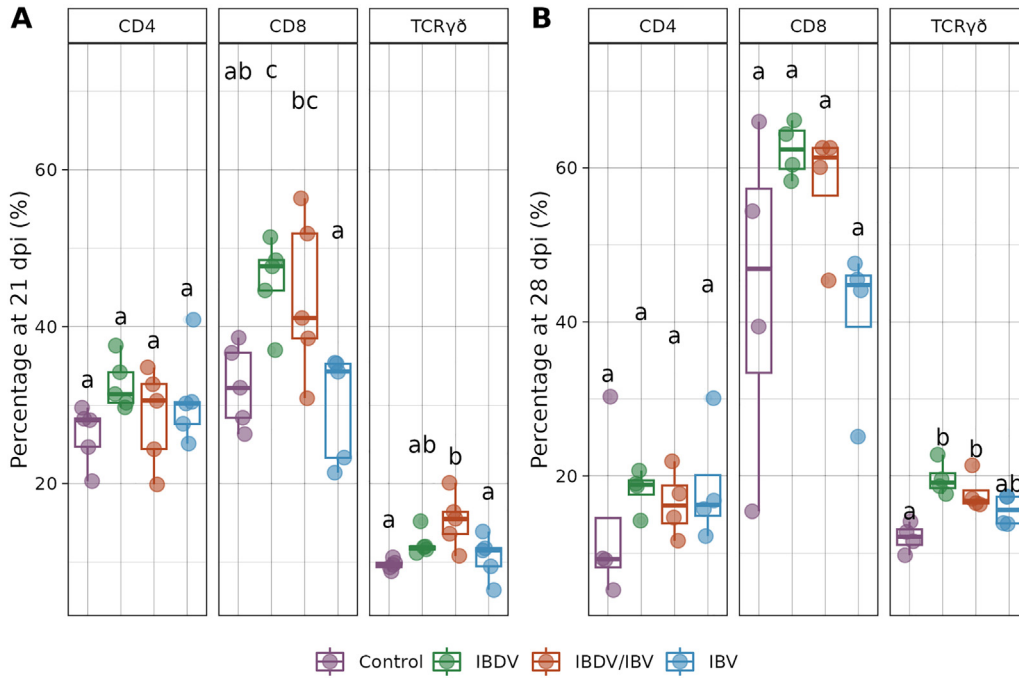 A
CD4 CD8 TCRγδ
Percentage at 21 dpi (%)
60
40
20
a a a a
ab c bc a
a ab b a
B
CD4 CD8 TCRγδ
Percentage at 28 dpi (%)
60
40
20
a a a a
a a a a
a b b ab
Control IBDV IBDV/IBV IBV